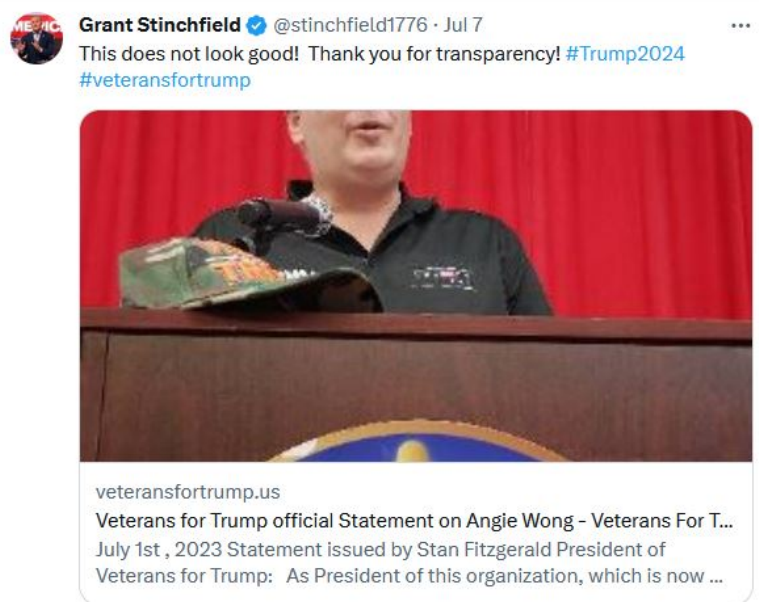 Grant Stinchfield @stinchfield1776 · Jul 7
This does not look good!  Thank you for transparency! #Trump2024
#veteransfortrump
veteransfortrump.us
Veterans for Trump official Statement on Angie Wong - Veterans For T...
July 1st , 2023 Statement issued by Stan Fitzgerald President of
Veterans for Trump:   As President of this organization, which is now ...